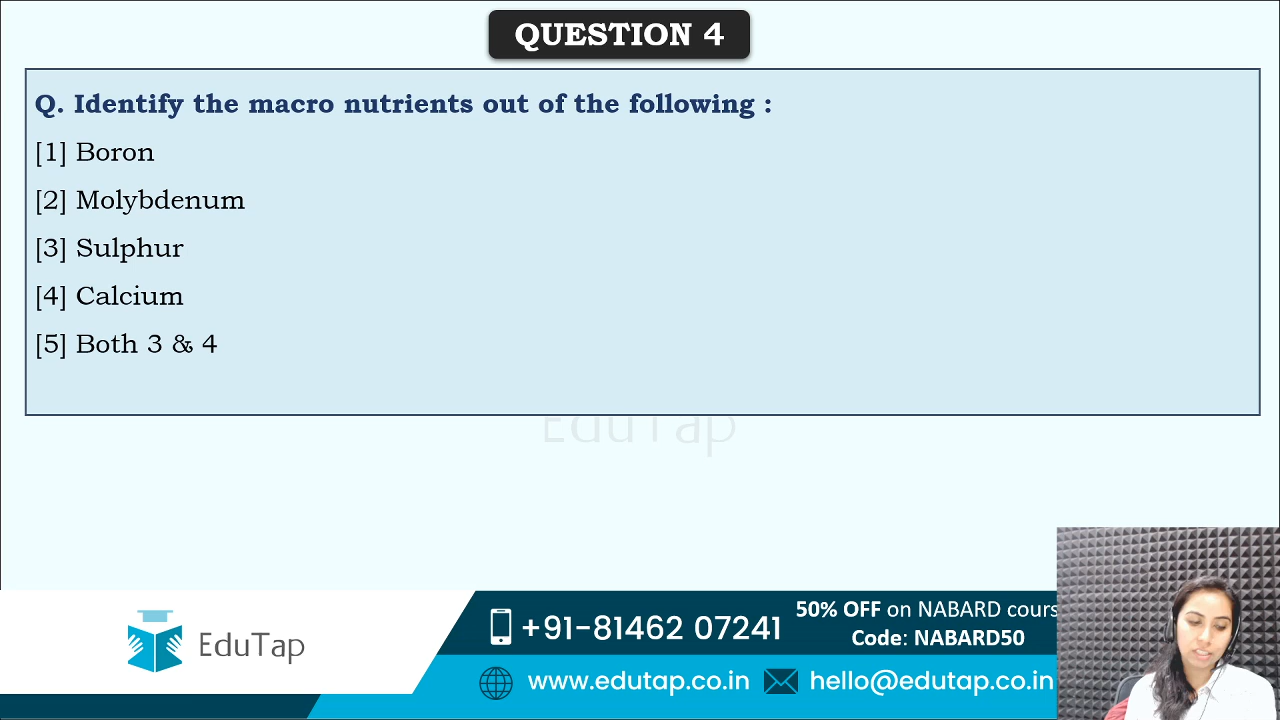 QUESTION 4
Q. Identify the macro nutrients out of the following :
[1] Boron
[2] Molybdenum
[3] Sulphur
[4] Calcium
[5] Both 3 & 4
EduTap
EduTap
+91-81462 07241
50% OFF on NABARD cours
Code: NABARD50
www.edutap.co.in
hello@edutap.co.in